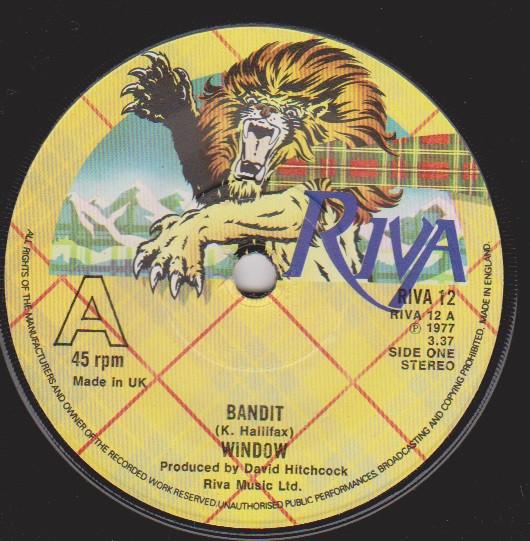 RIVA
RIVA 12
RIVA 12 A
℗ 1977
3.37
SIDE ONE
STEREO
A
45 rpm
Made in UK
BANDIT
(K. Hallifax)
WINDOW
Produced by David Hitchcock
Riva Music Ltd.
ALL RIGHTS OF THE MANUFACTURERS AND OWNER OF THE RECORDED WORK RESERVED. UNAUTHORISED PUBLIC PERFORMANCES, BROADCASTING AND COPYING PROHIBITED. MADE IN ENGLAND